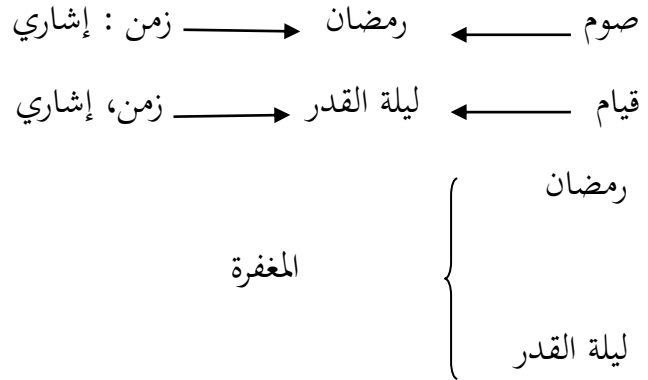 صوم رمضان زمن : إشاري
قيام ليلة القدر زمن، إشاري
رمضان
المغفرة
ليلة القدر